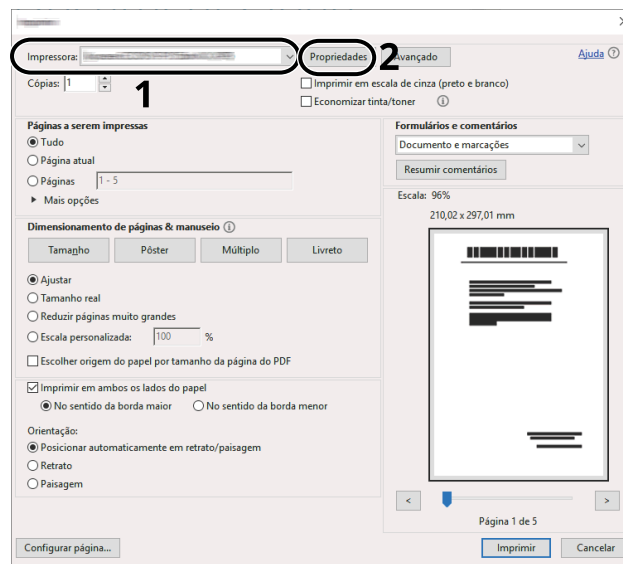 Impressora:
Propriedades
2
Avançado
Ajuda
Cópias: 1
1
Imprimir em escala de cinza (preto e branco)
Economizar tinta/toner
Páginas a serem impressas
Tudo
Página atual
Páginas 1 - 5
Mais opções
Formulários e comentários
Documento e marcações
Resumir comentários
Escala: 96%
210,02 x 297,01 mm
Dimensionamento de páginas & manuseio
Tamanho Pôster Múltiplo Livreto
Ajustar
Tamanho real
Reduzir páginas muito grandes
Escala personalizada: 100 %
Escolher origem do papel por tamanho da página do PDF
Imprimir em ambos os lados do papel
No sentido da borda maior No sentido da borda menor
Orientação:
Posicionar automaticamente em retrato/paisagem
Retrato
Paisagem
< >
Página 1 de 5
Configurar página...
Imprimir Cancelar